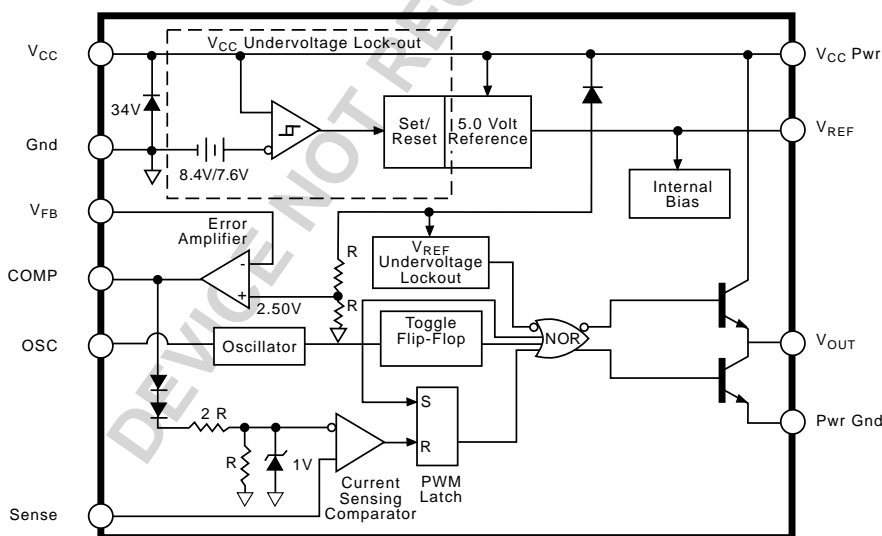 VCC
VCC Undervoltage Lock-out
VCC Pwr
34V
Set/
Reset
5.0 Volt
Reference
VREF
Gnd
8.4V/7.6V
Internal
Bias
VFB
Error
Amplifier
R
VREF
Undervoltage
Lockout
COMP
-
+
2.50V
R
Toggle
Flip-Flop
NOR
OSC
Oscillator
VOUT
2 R
S
R
Pwr Gnd
R
1V
Current
Sensing
Comparator
PWM
Latch
Sense
DEVICE NOT REC